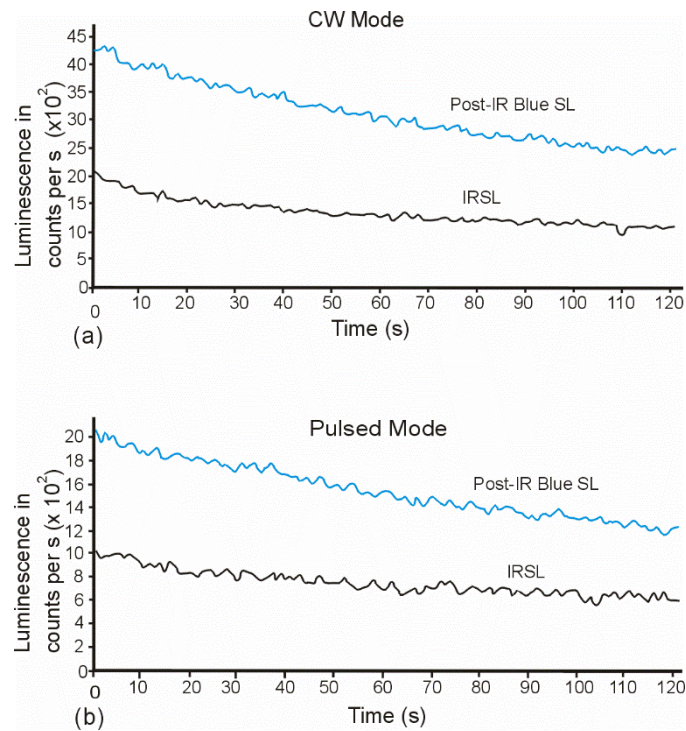 CW Mode
Luminescence in
counts per s (x10²)
45
40
35
30
25
20
15
10
5
0
Post-IR Blue SL
IRSL
0 10 20 30 40 50 60 70 80 90 100 110 120
Time (s)
(a)
Pulsed Mode
Luminescence in
counts per s (x 10²)
20
18
16
14
12
10
8
6
4
2
0
Post-IR Blue SL
IRSL
0 10 20 30 40 50 60 70 80 90 100 110 120
Time (s)
(b)